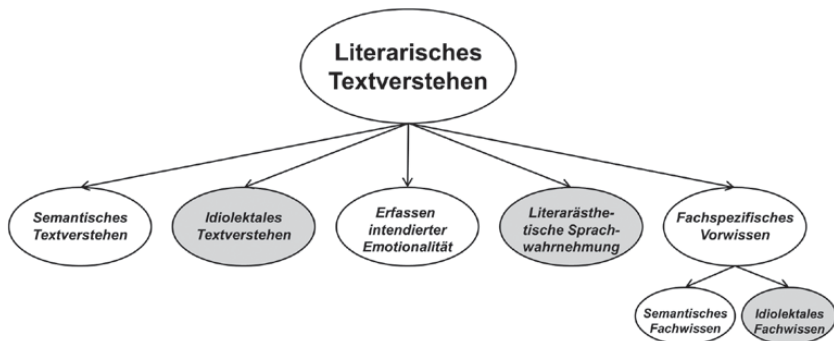 Literarisches
Textverstehen
Semantisches
Textverstehen
Idiolektales
Textverstehen
Erfassen
intendierter
Emotionalität
Literarästhe-
tische Sprach-
wahrnehmung
Fachspezifisches
Vorwissen
Semantisches
Fachwissen
Idiolektales
Fachwissen